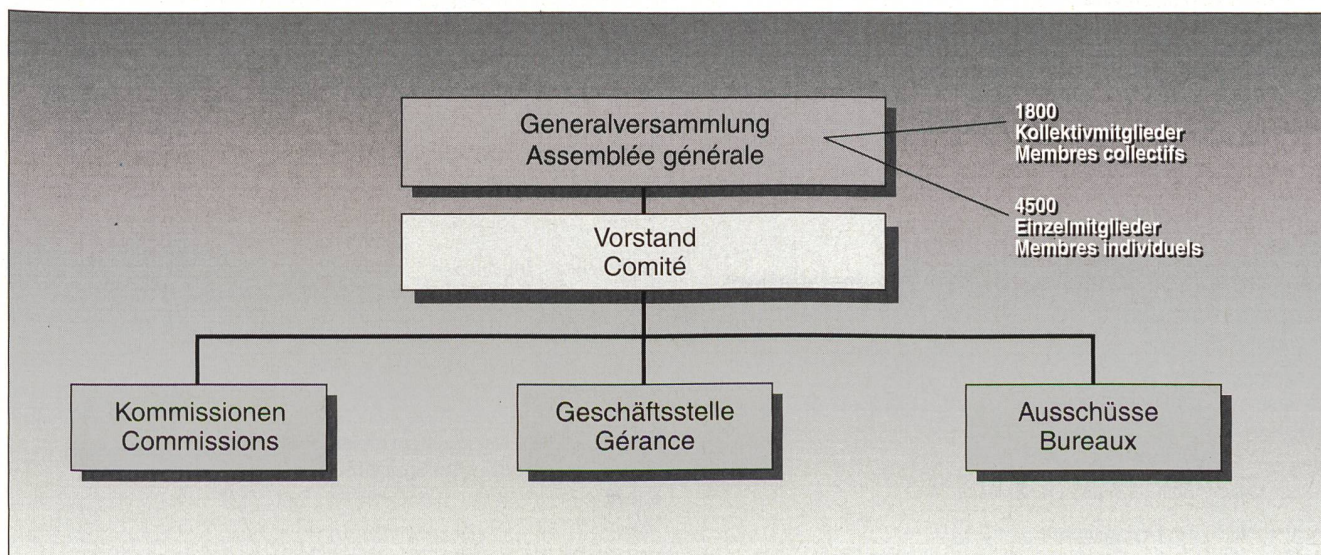 Generalversammlung
Assemblée générale
1800
Kollektivmitglieder
Membres collectifs
4500
Einzelmitglieder
Membres individuels
Vorstand
Comité
Kommissionen
Commissions
Geschäftsstelle
Gérance
Ausschüsse
Bureaux